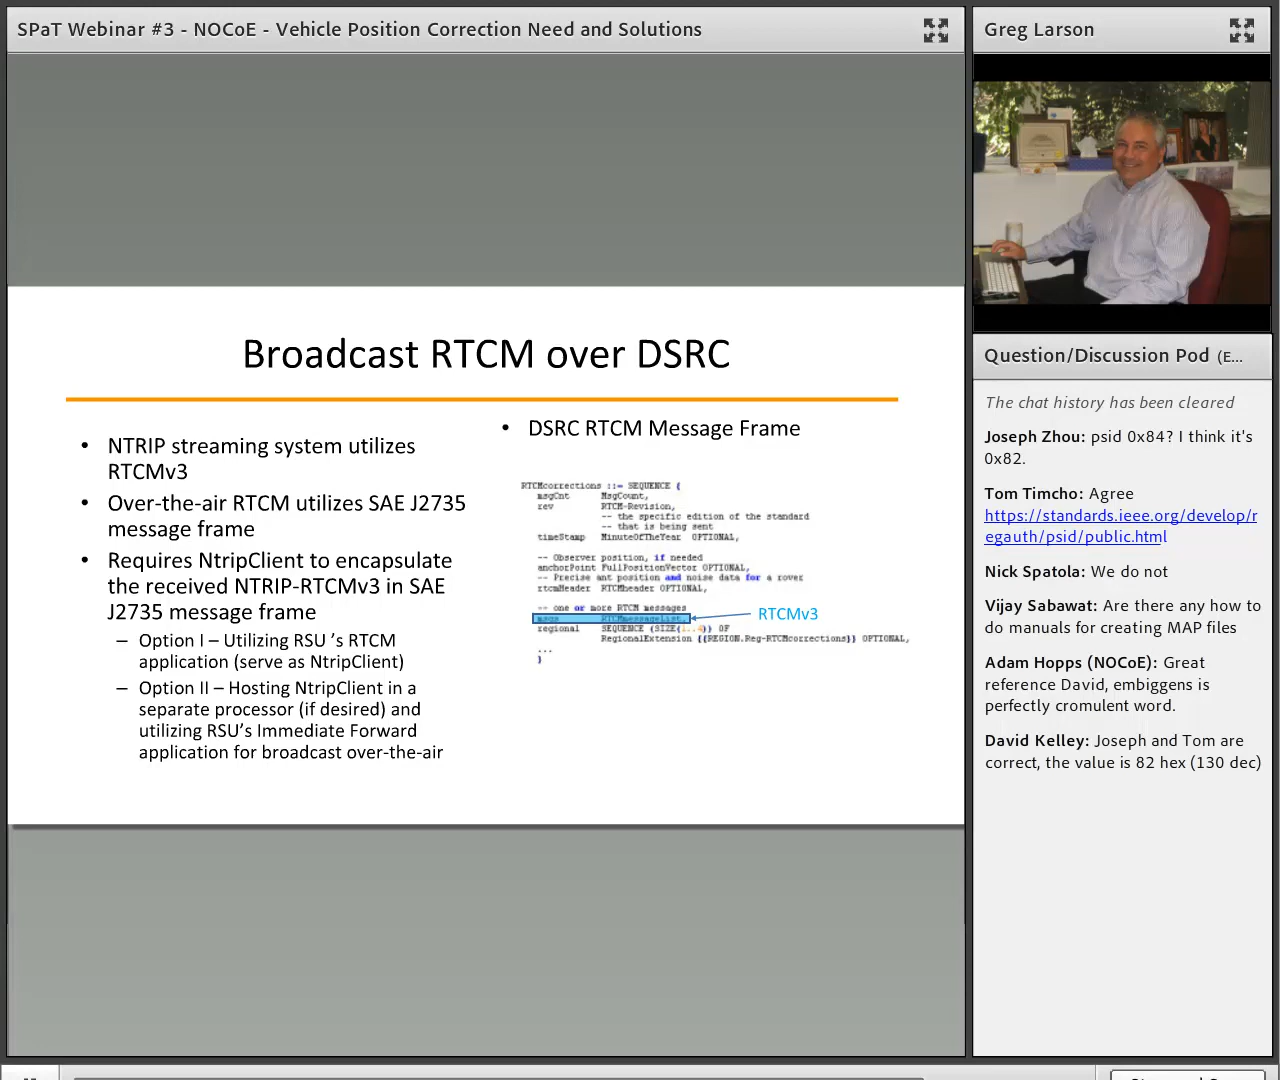 SPaT Webinar #3 - NOCoE - Vehicle Position Correction Need and Solutions
Greg Larson
Broadcast RTCM over DSRC
• NTRIP streaming system utilizes
RTCMv3
• Over-the-air RTCM utilizes SAE J2735
message frame
• Requires NtripClient to encapsulate
the received NTRIP-RTCMv3 in SAE
J2735 message frame
– Option I – Utilizing RSU 's RTCM
application (serve as NtripClient)
– Option II – Hosting NtripClient in a
separate processor (if desired) and
utilizing RSU's Immediate Forward
application for broadcast over-the-air
• DSRC RTCM Message Frame
RTCMcorrections ::= SEQUENCE {
msgCnt MsgCount,
rev RTCM-Revision,
-- the specific edition of the standard
-- that is being sent
timeStamp MinuteOfTheYear OPTIONAL,
-- Observer position, if needed
anchorPoint FullPositionVector OPTIONAL,
-- Precise ant position and noise data for a rover
rtcmHeader RTCMheader OPTIONAL,
-- one or more RTCM messages
msgs RTCMmessageList,
RTCMv3
regional SEQUENCE (SIZE(1..4)) OF
RegionalExtension {{REGION.Reg-RTCMcorrections}} OPTIONAL,
...
}
Question/Discussion Pod (E...
The chat history has been cleared
Joseph Zhou: psid 0x84? I think it's
0x82.
Tom Timcho: Agree
https://standards.ieee.org/develop/r
egauth/psid/public.html
Nick Spatola: We do not
Vijay Sabawat: Are there any how to
do manuals for creating MAP files
Adam Hopps (NOCoE): Great
reference David, embiggens is
perfectly cromulent word.
David Kelley: Joseph and Tom are
correct, the value is 82 hex (130 dec)